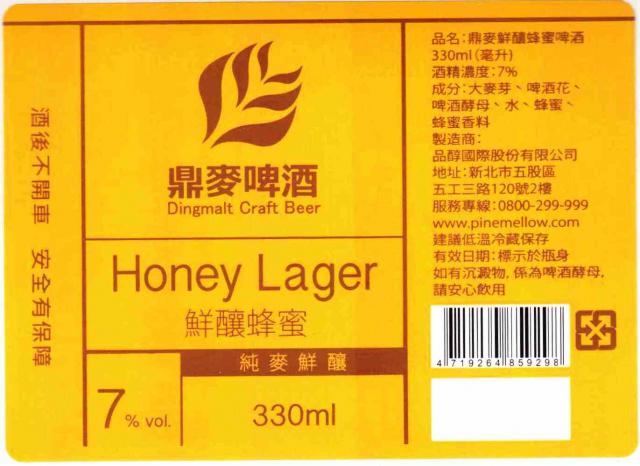 酒後不開車 安全有保障
鼎麥啤酒
Dingmalt Craft Beer
Honey Lager
鮮釀蜂蜜
純麥鮮釀
7% vol.
330ml
品名:鼎麥鮮釀蜂蜜啤酒
330ml(毫升)
酒精濃度:7%
成分:大麥芽、啤酒花、
啤酒酵母、水、蜂蜜、
蜂蜜香料
製造商:
品醇國際股份有限公司
地址:新北市五股區
五工三路120號2樓
服務專線:0800-299-999
www.pinemellow.com
建議低溫冷藏保存
有效日期:標示於瓶身
如有沉澱物,係為啤酒酵母,
請安心飲用
4 719264 859298